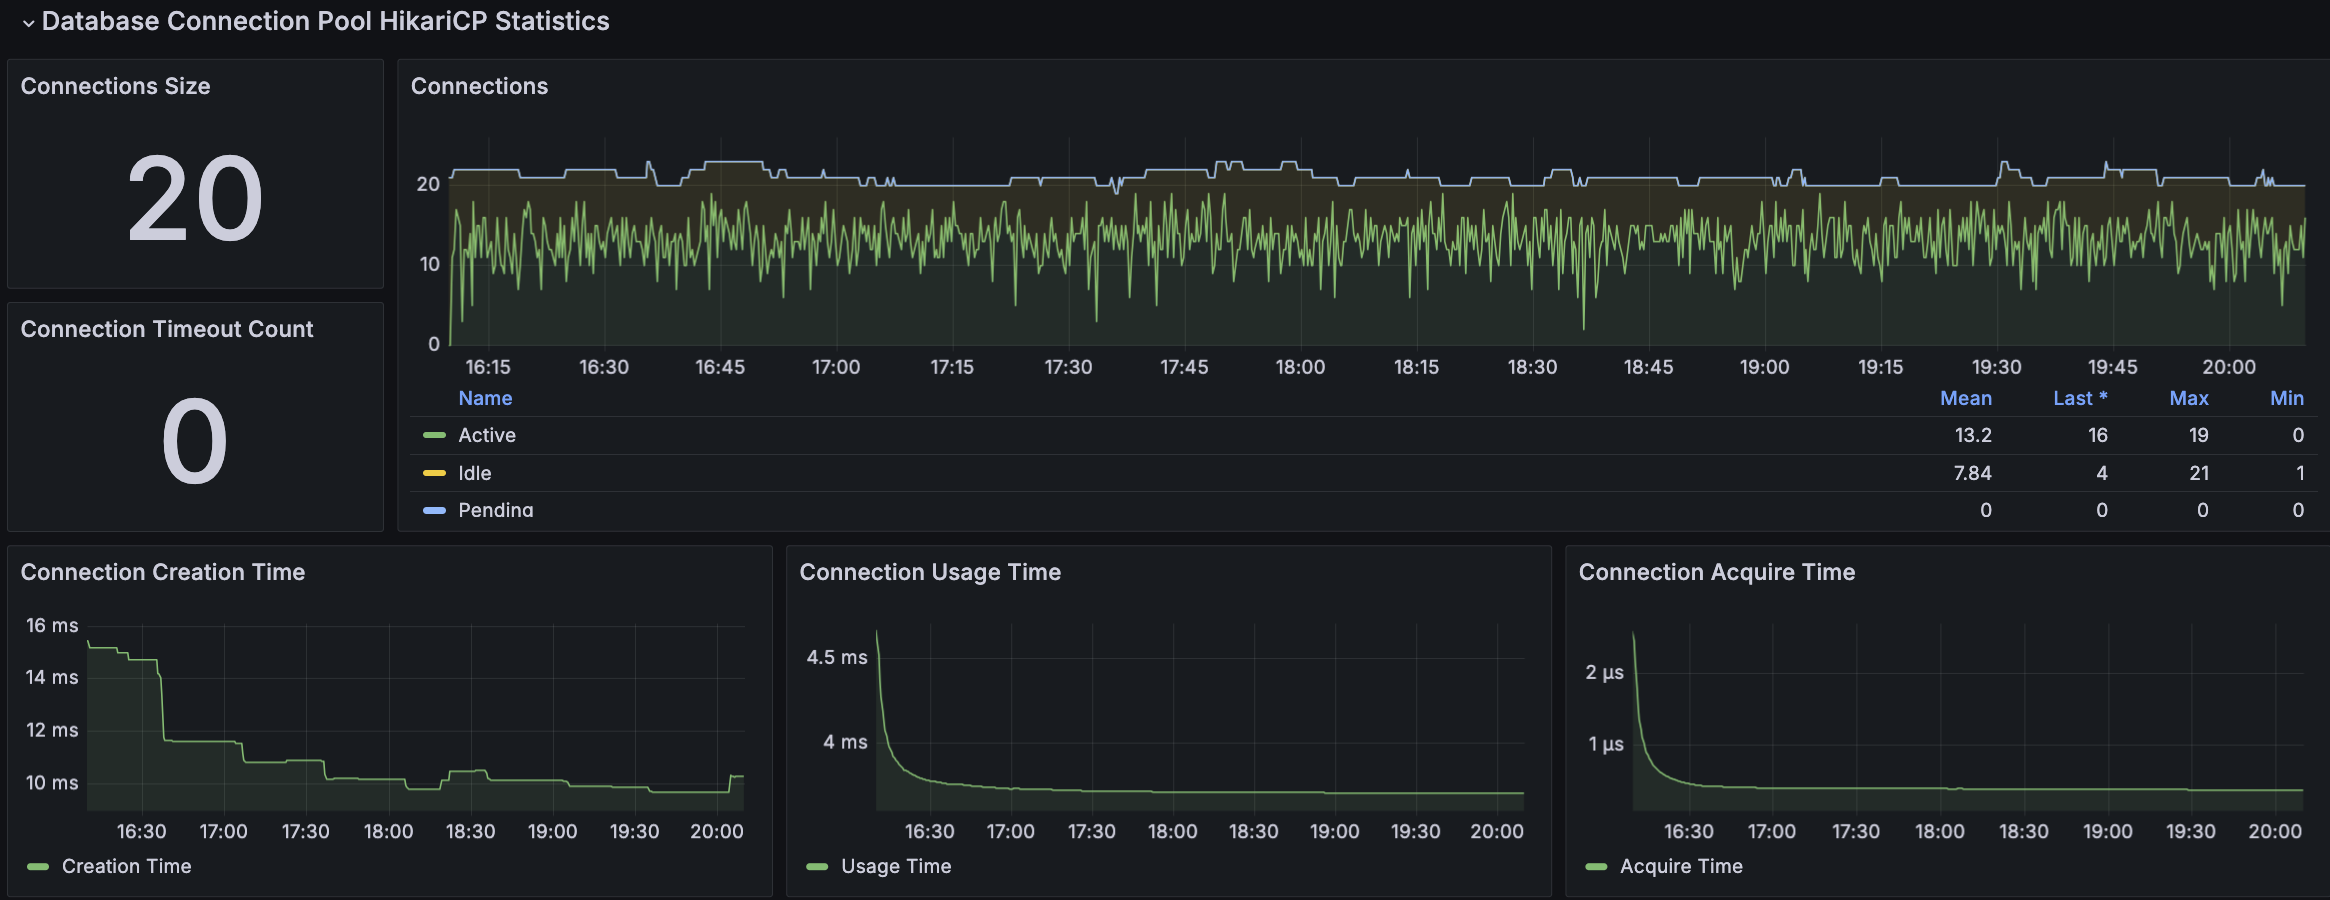 Database Connection Pool HikariCP Statistics
Connections Size
20
Connection Timeout Count
0
Connections
20
10
0
16:15 16:30 16:45 17:00 17:15 17:30 17:45 18:00 18:15 18:30 18:45 19:00 19:15 19:30 19:45 20:00
Name Mean Last * Max Min
Active 13.2 16 19 0
Idle 7.84 4 21 1
Pending 0 0 0 0
Connection Creation Time
16 ms
14 ms
12 ms
10 ms
16:30 17:00 17:30 18:00 18:30 19:00 19:30 20:00
Creation Time
Connection Usage Time
4.5 ms
4 ms
16:30 17:00 17:30 18:00 18:30 19:00 19:30 20:00
Usage Time
Connection Acquire Time
2 µs
1 µs
16:30 17:00 17:30 18:00 18:30 19:00 19:30 20:00
Acquire Time